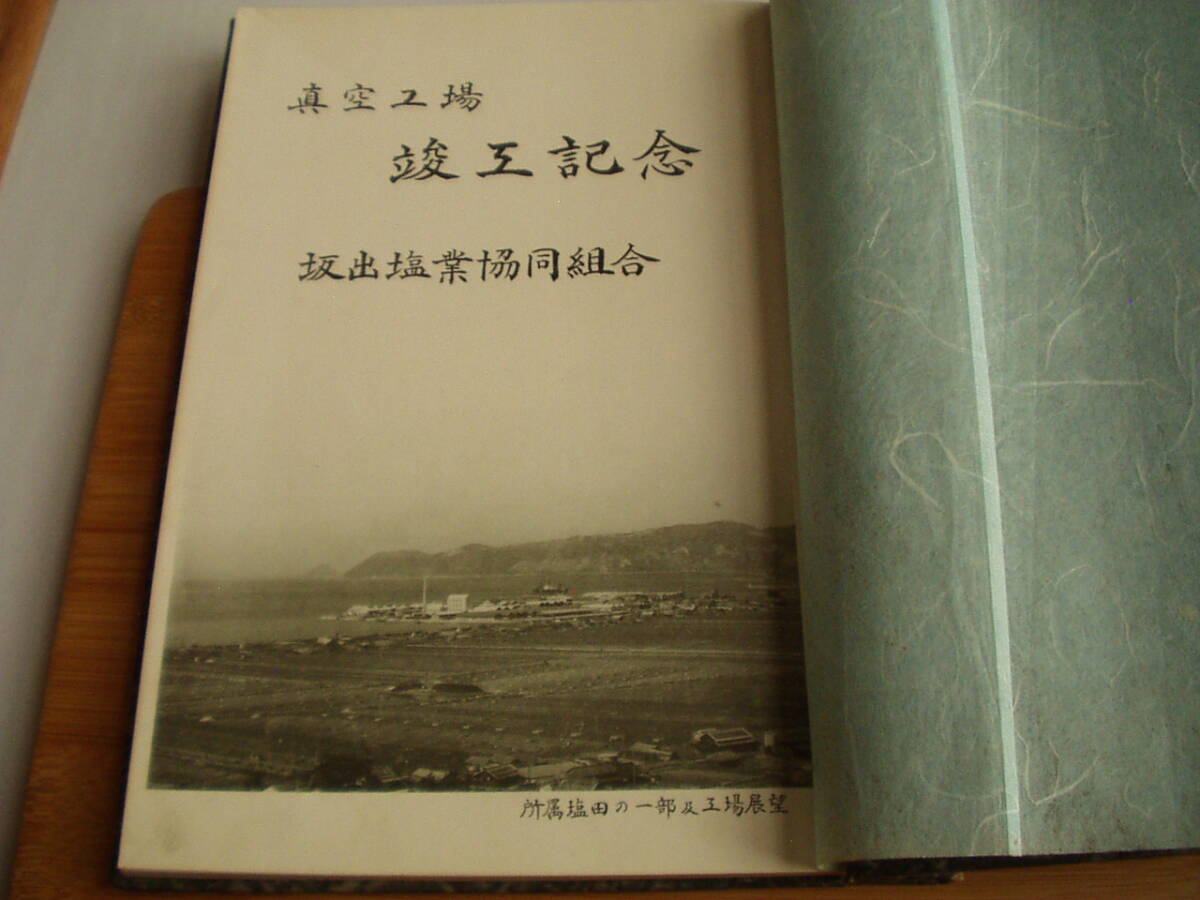 真空工場
竣工記念
坂出塩業協同組合
所属塩田の一部及工場展望